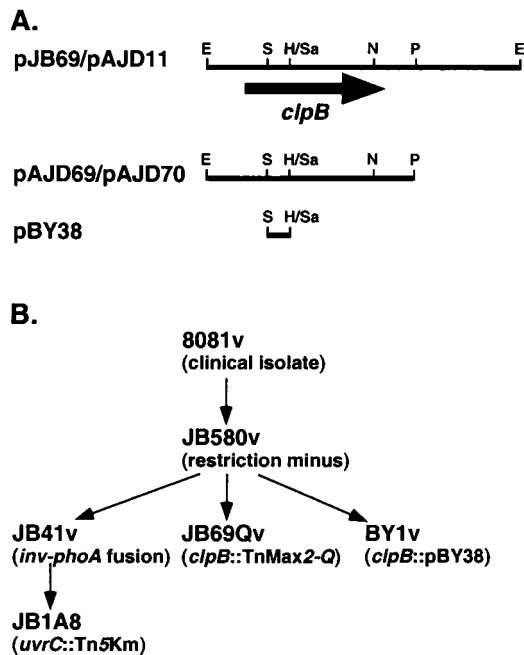 A.
E S H/Sa N P E
pJB69/pAJD11
clpB
E S H/Sa N P
pAJD69/pAJD70
S H/Sa
pBY38
B.
8081v
(clinical isolate)
JB580v
(restriction minus)
JB41v JB69Qv BY1v
(inv-phoA fusion) (clpB::TnMax2-Q) (clpB::pBY38)
JB1A8
(uvrC::Tn5Km)